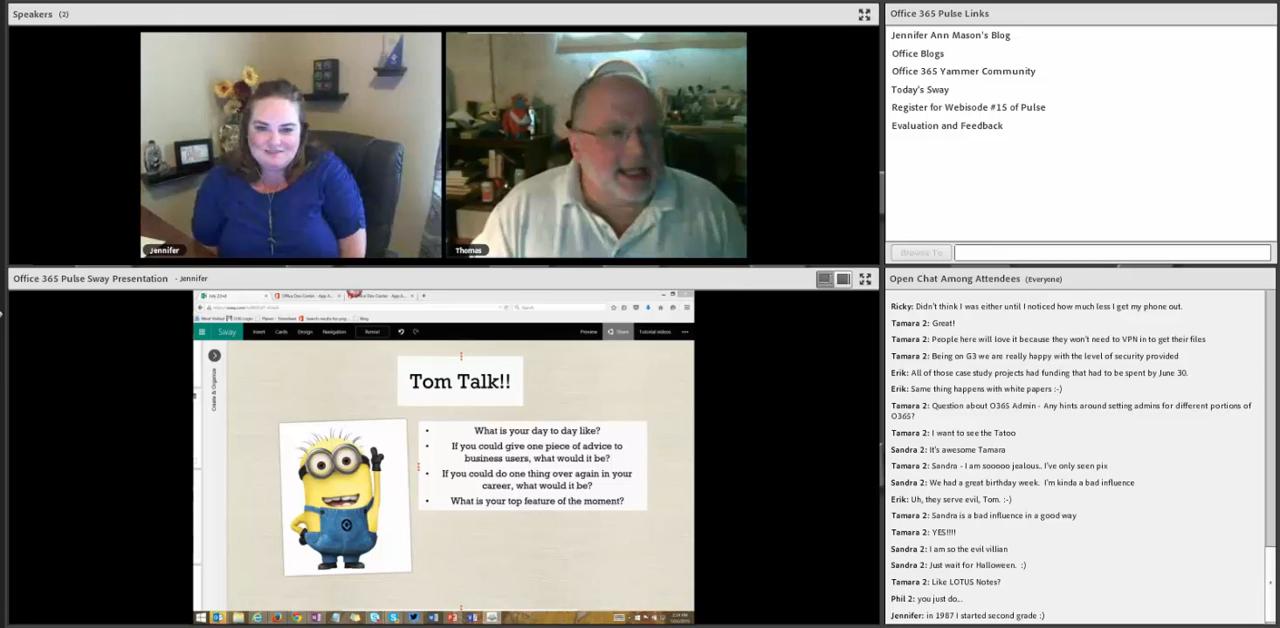 Speakers (2)
Jennifer
Thomas
Office 365 Pulse Links
Jennifer Ann Mason's Blog
Office Blogs
Office 365 Yammer Community
Today's Sway
Register for Webisode #15 of Pulse
Evaluation and Feedback
Browse To
Office 365 Pulse Sway Presentation - Jennifer
July 22nd
Office Dev Center - App A...
Office Dev Center - App A...
Search
Sway
Insert Cards Design Navigation Remix!
Preview Share Tutorial videos
Create & Organize
Tom Talk!!
• What is your day to day like?
• If you could give one piece of advice to
business users, what would it be?
• If you could do one thing over again in your
career, what would it be?
• What is your top feature of the moment?
Open Chat Among Attendees (Everyone)
Ricky: Didn't think I was either until I noticed how much less I get my phone out.
Tamara 2: Great!
Tamara 2: People here will love it because they won't need to VPN in to get their files
Tamara 2: Being on G3 we are really happy with the level of security provided
Erik: All of those case study projects had funding that had to be spent by June 30.
Erik: Same thing happens with white papers :-)
Tamara 2: Question about O365 Admin - Any hints around setting admins for different portions of
O365?
Tamara 2: I want to see the Tatoo
Sandra 2: It's awesome Tamara
Tamara 2: Sandra - I am sooooo jealous.. I've only seen pix
Sandra 2: We had a great birthday week. I'm kinda a bad influence
Erik: Uh, they serve evil, Tom. :-)
Tamara 2: Sandra is a bad influence in a good way
Tamara 2: YES!!!!
Sandra 2: I am so the evil villian
Sandra 2: Just wait for Halloween. :)
Tamara 2: Like LOTUS Notes?
Phil 2: you just do...
Jennifer: in 1987 I started second grade :)